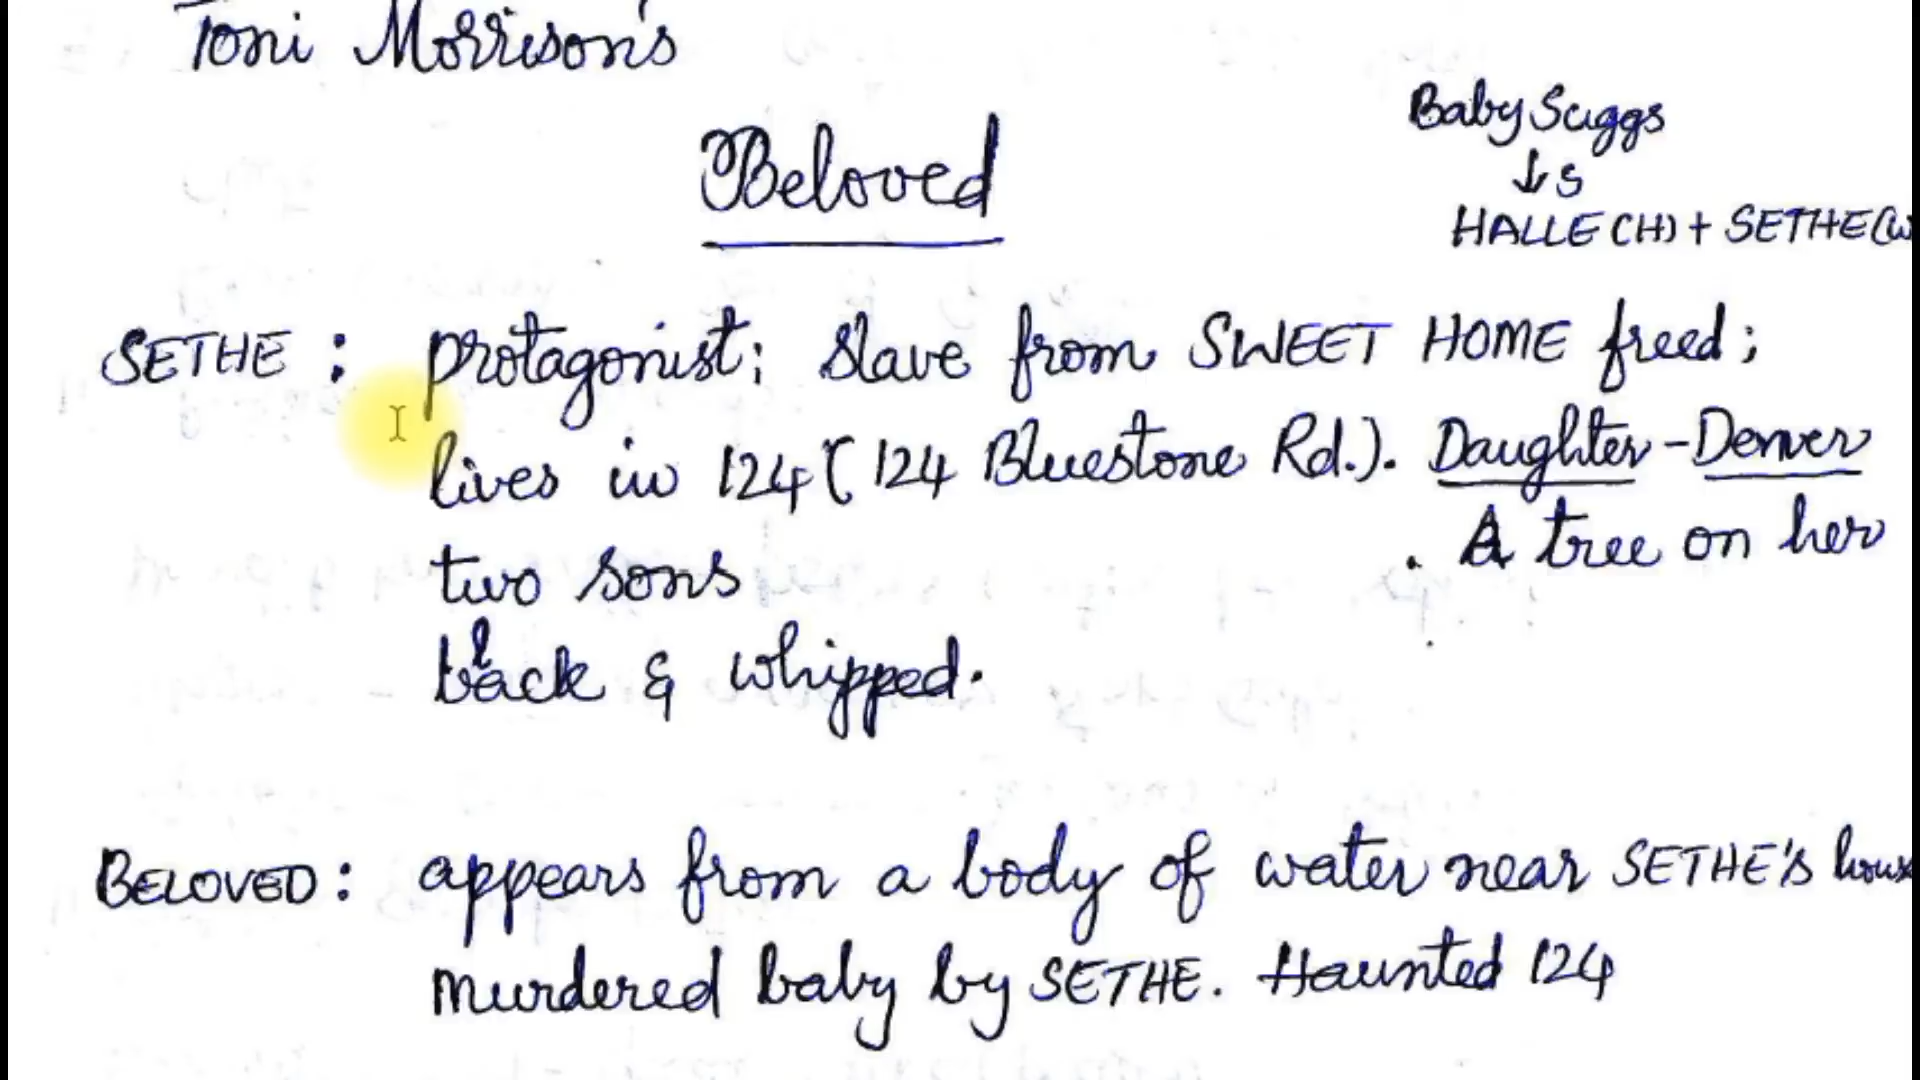 Toni Morrison's
Beloved
Baby Suggs
↓ S
HALLE (H) + SETHE (W
SETHE : protagonist; slave from SWEET HOME freed;
lives in 124 (124 Bluestone Rd.). Daughter - Denver
two sons
. A tree on her
back & whipped.
BELOVED : appears from a body of water near SETHE's hous
murdered baby by SETHE. Haunted 124